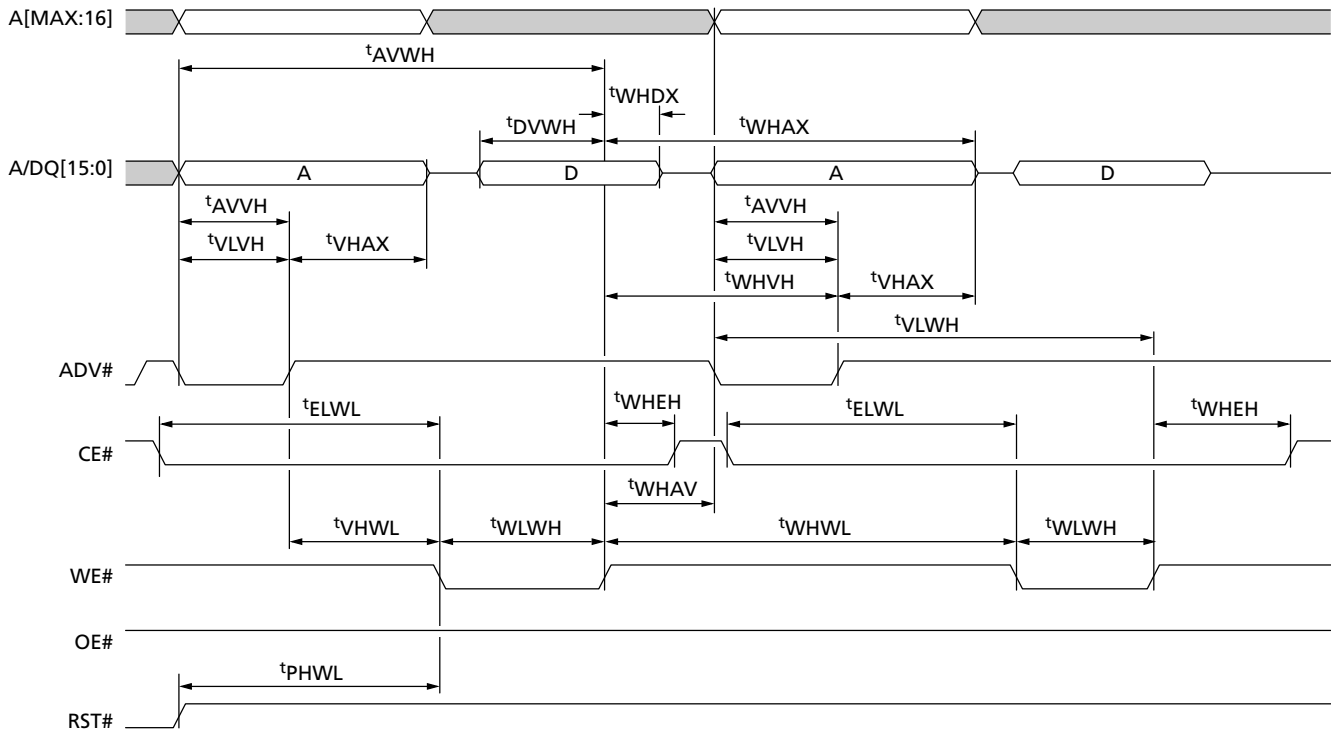 A[MAX:16]
tAVWH
tWHDX
tDVWH
tWHAX
A/DQ[15:0]
A
D
A
D
tAVVH
tAVVH
tVLVH
tVHAX
tVLVH
tWHVH
tVHAX
tVLWH
ADV#
tELWL
tWHEH
tELWL
tWHEH
CE#
tWHAV
tVHWL
tWLWH
tWHWL
tWLWH
WE#
OE#
tPHWL
RST#